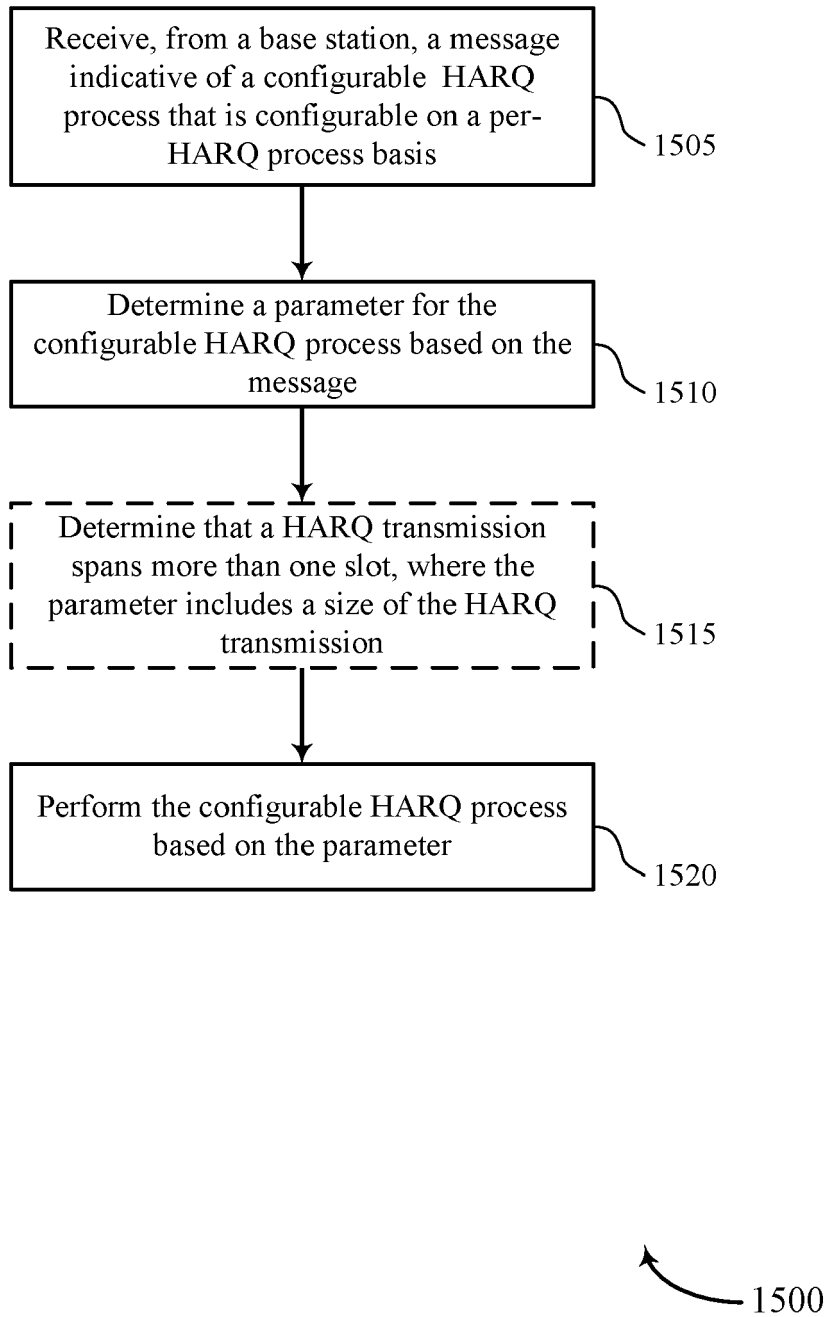 Receive, from a base station, a message
indicative of a configurable HARQ
process that is configurable on a per-
HARQ process basis
1505
Determine a parameter for the
configurable HARQ process based on the
message
1510
Determine that a HARQ transmission
spans more than one slot, where the
parameter includes a size of the HARQ
transmission
1515
Perform the configurable HARQ process
based on the parameter
1520
1500